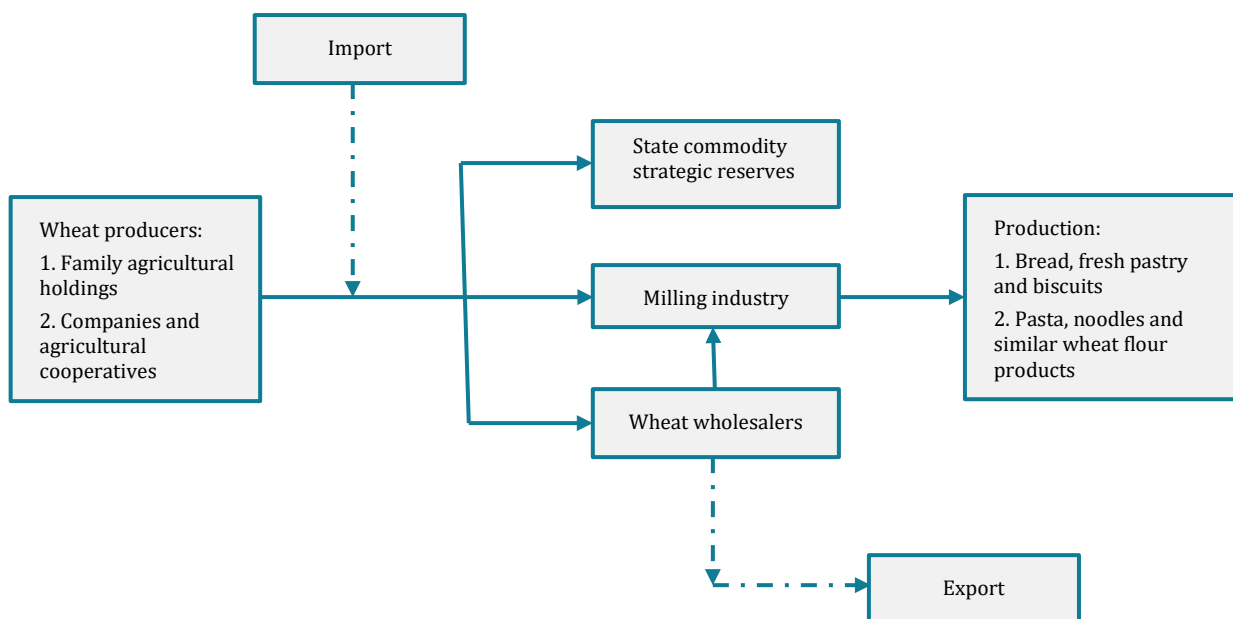 Import
State commodity
strategic reserves
Wheat producers:
1. Family agricultural
holdings
2. Companies and
agricultural
cooperatives
Milling industry
Production:
1. Bread, fresh pastry
and biscuits
2. Pasta, noodles and
similar wheat flour
products
Wheat wholesalers
Export